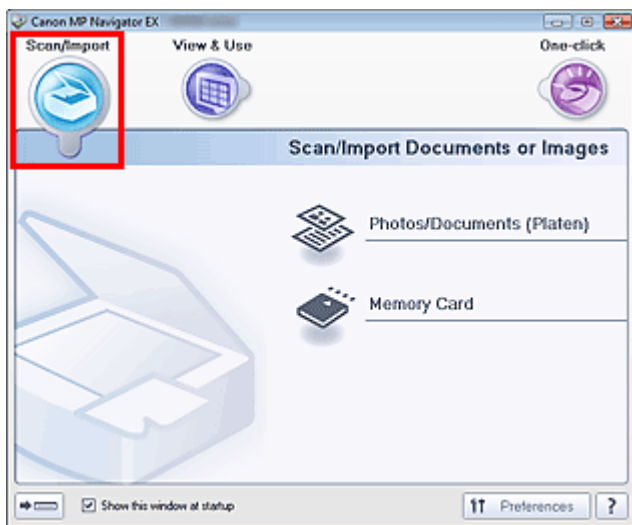 Canon MP Navigator EX
Scan/Import
View & Use
One-click
Scan/Import Documents or Images
Photos/Documents (Platen)
Memory Card
Show this window at startup
Preferences
?